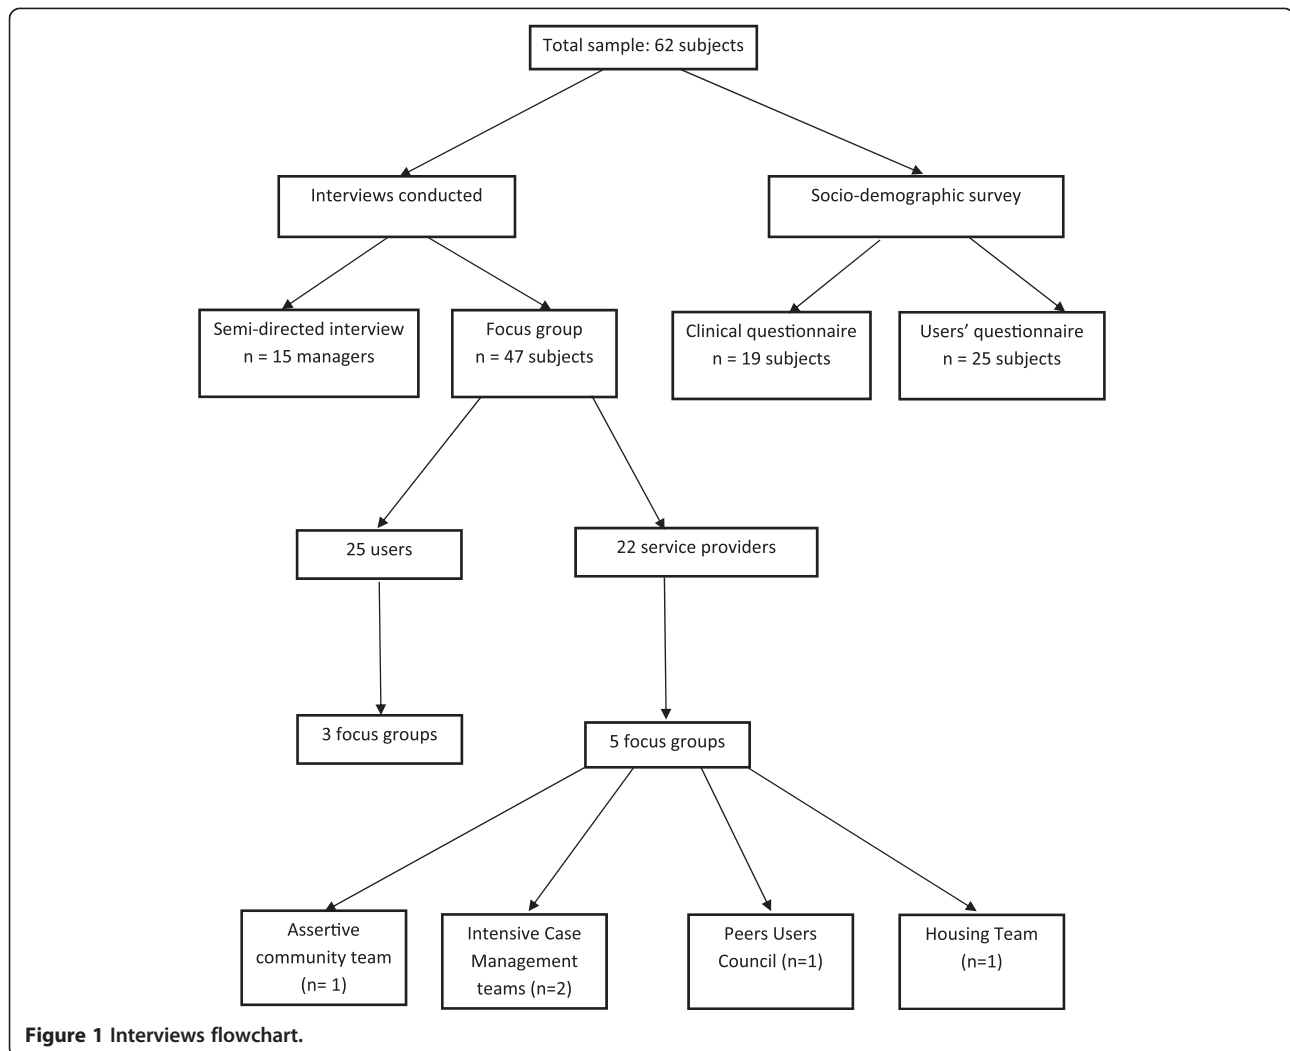 Total sample: 62 subjects
Interviews conducted
Socio-demographic survey
Semi-directed interview
n = 15 managers
Focus group
n = 47 subjects
Clinical questionnaire
n = 19 subjects
Users’ questionnaire
n = 25 subjects
25 users
22 service providers
3 focus groups
5 focus groups
Assertive
community team
(n= 1)
Intensive Case
Management
teams (n=2)
Peers Users
Council (n=1)
Housing Team
(n=1)
Figure 1 Interviews flowchart.